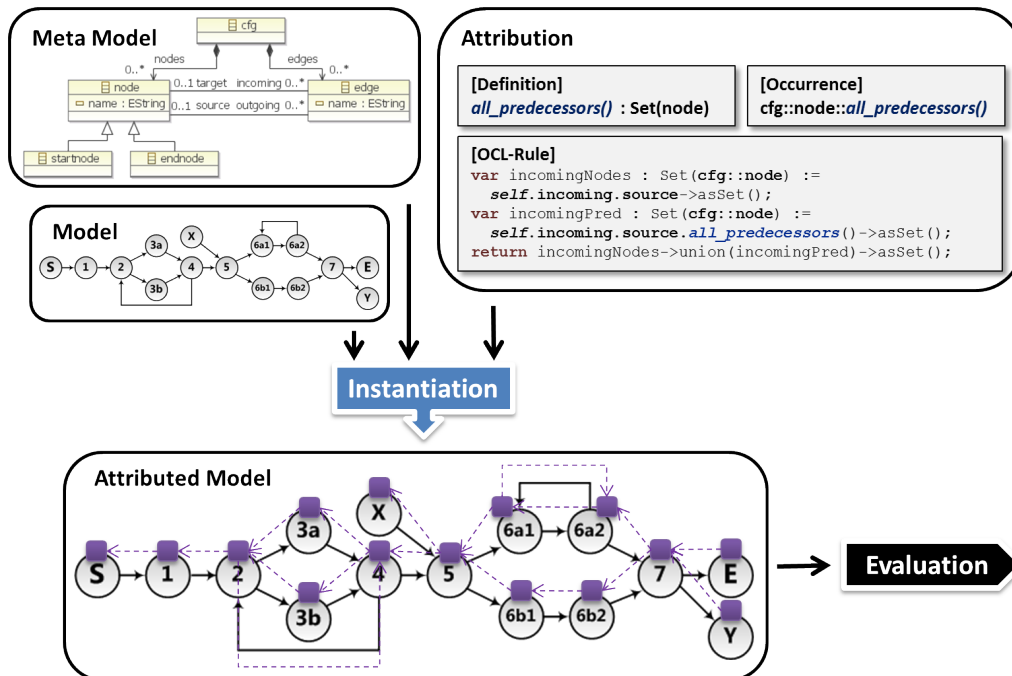 Meta Model
cfg
nodes
edges
0..*
0..*
node
name : EString
0..1 target incoming 0..*
0..1 source outgoing 0..*
edge
name : EString
startnode
endnode
Model
S
1
2
3a
3b
4
X
5
6a1
6a2
6b1
6b2
7
E
Y
Attribution
[Definition]
all_predecessors() : Set(node)
[Occurrence]
cfg::node::all_predecessors()
[OCL-Rule]
var incomingNodes : Set(cfg::node) :=
self.incoming.source->asSet();
var incomingPred : Set(cfg::node) :=
self.incoming.source.all_predecessors()->asSet();
return incomingNodes->union(incomingPred)->asSet();
Instantiation
Attributed Model
S
1
2
3a
3b
4
X
5
6a1
6a2
6b1
6b2
7
E
Y
Evaluation